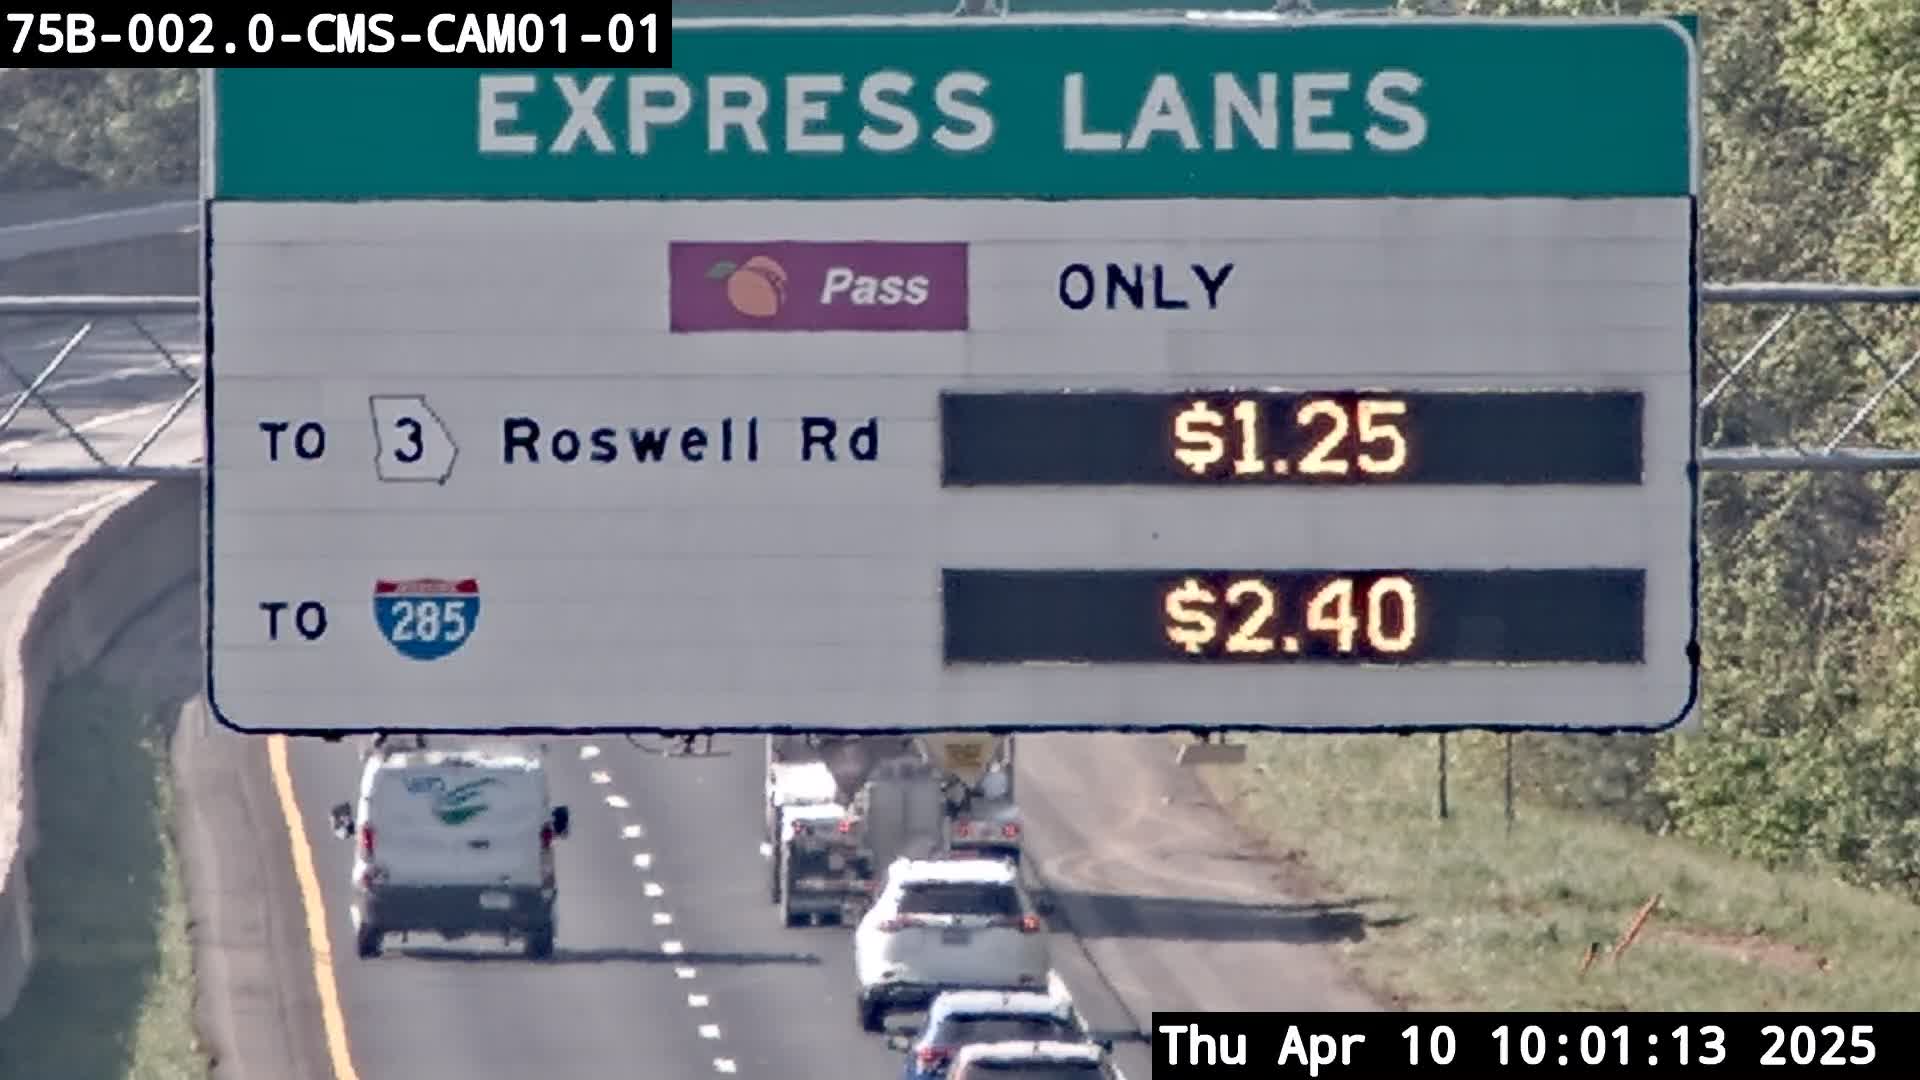 75B-002.0-CMS-CAM01-01
EXPRESS LANES
Pass ONLY
TO 3 Roswell Rd $1.25
TO 285 $2.40
Thu Apr 10 10:01:13 2025